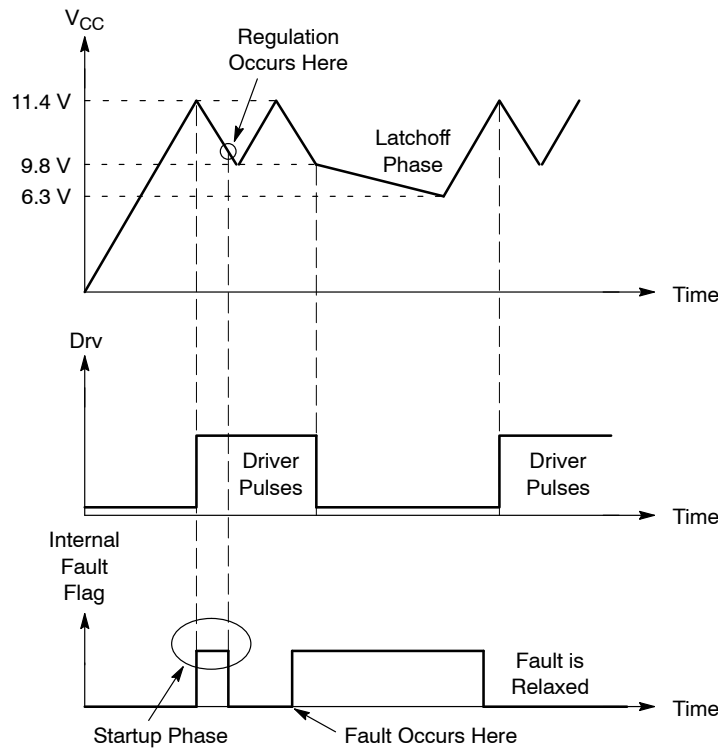 VCC
Regulation
Occurs Here
11.4 V
9.8 V
6.3 V
Latchoff
Phase
Time
Drv
Driver
Pulses
Driver
Pulses
Time
Internal
Fault
Flag
Fault is
Relaxed
Time
Startup Phase
Fault Occurs Here